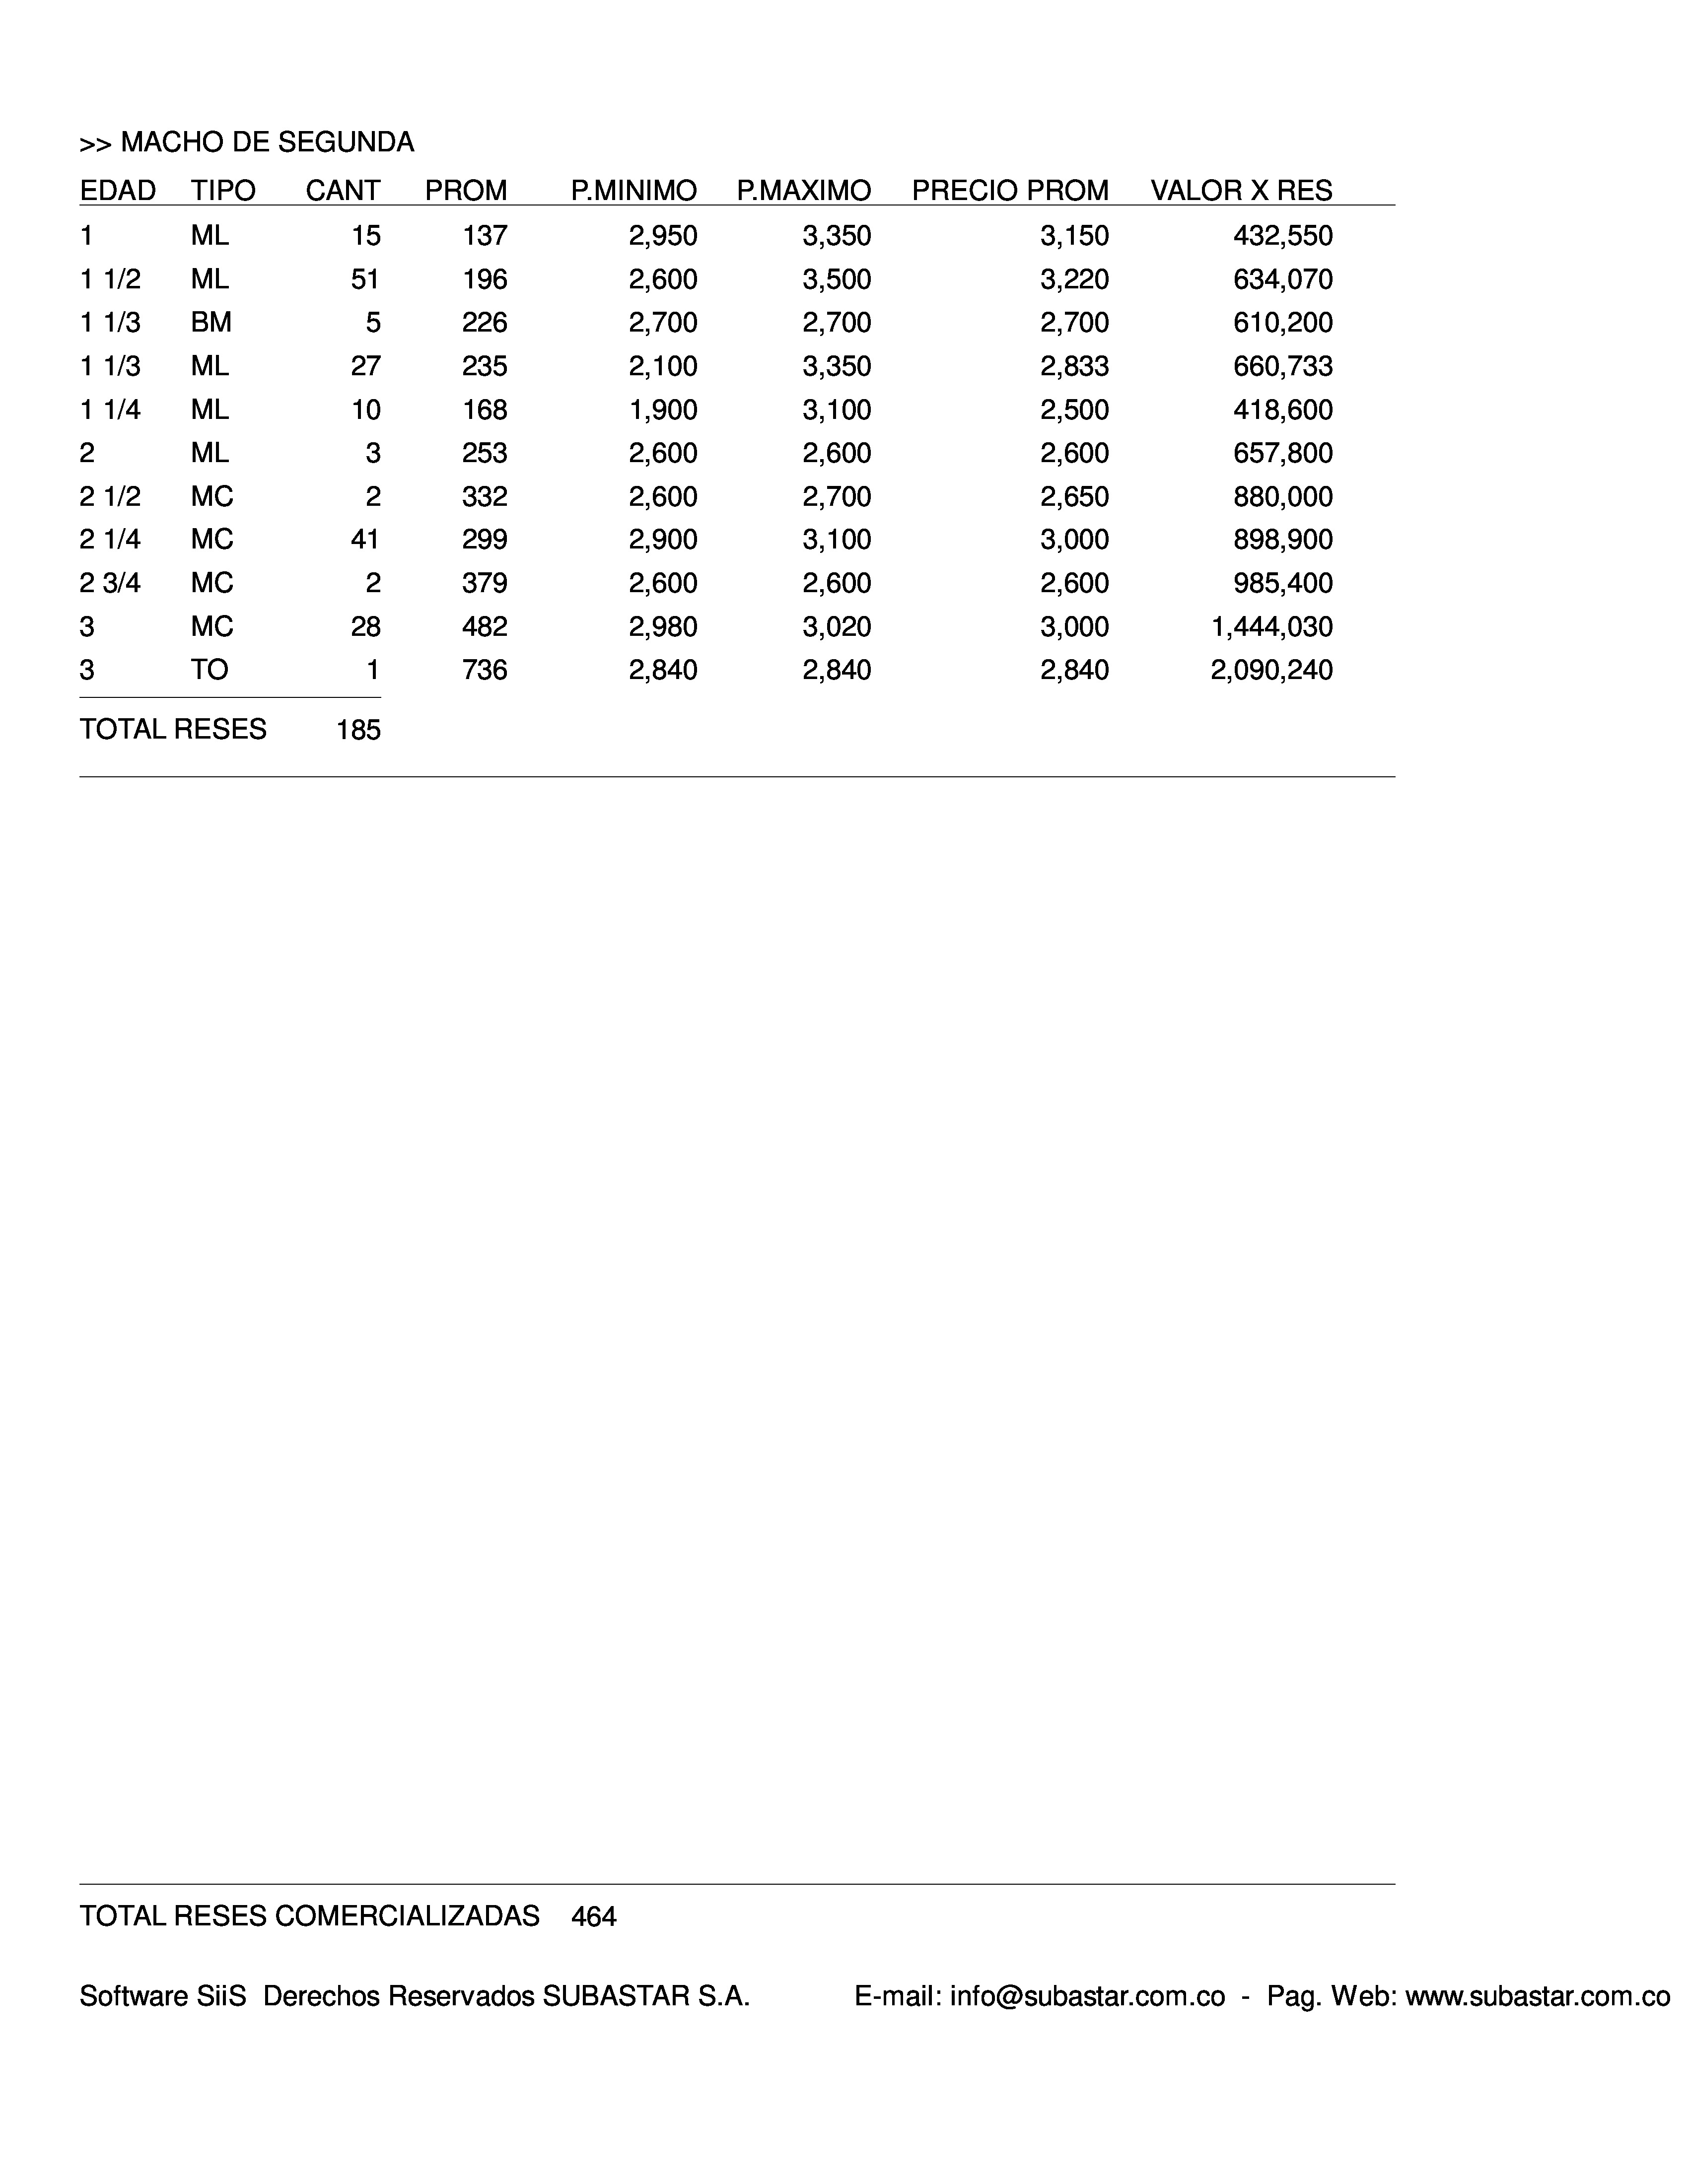 >> MACHO DE SEGUNDA
EDAD TIPO CANT PROM P.MINIMO P.MAXIMO PRECIO PROM VALOR X RES
1 ML 15 137 2,950 3,350 3,150 432,550
1 1/2 ML 51 196 2,600 3,500 3,220 634,070
1 1/3 BM 5 226 2,700 2,700 2,700 610,200
1 1/3 ML 27 235 2,100 3,350 2,833 660,733
1 1/4 ML 10 168 1,900 3,100 2,500 418,600
2 ML 3 253 2,600 2,600 2,600 657,800
2 1/2 MC 2 332 2,600 2,700 2,650 880,000
2 1/4 MC 41 299 2,900 3,100 3,000 898,900
2 3/4 MC 2 379 2,600 2,600 2,600 985,400
3 MC 28 482 2,980 3,020 3,000 1,444,030
3 TO 1 736 2,840 2,840 2,840 2,090,240
TOTAL RESES 185
TOTAL RESES COMERCIALIZADAS 464
Software SiiS Derechos Reservados SUBASTAR S.A. E-mail: info@subastar.com.co - Pag. Web: www.subastar.com.co